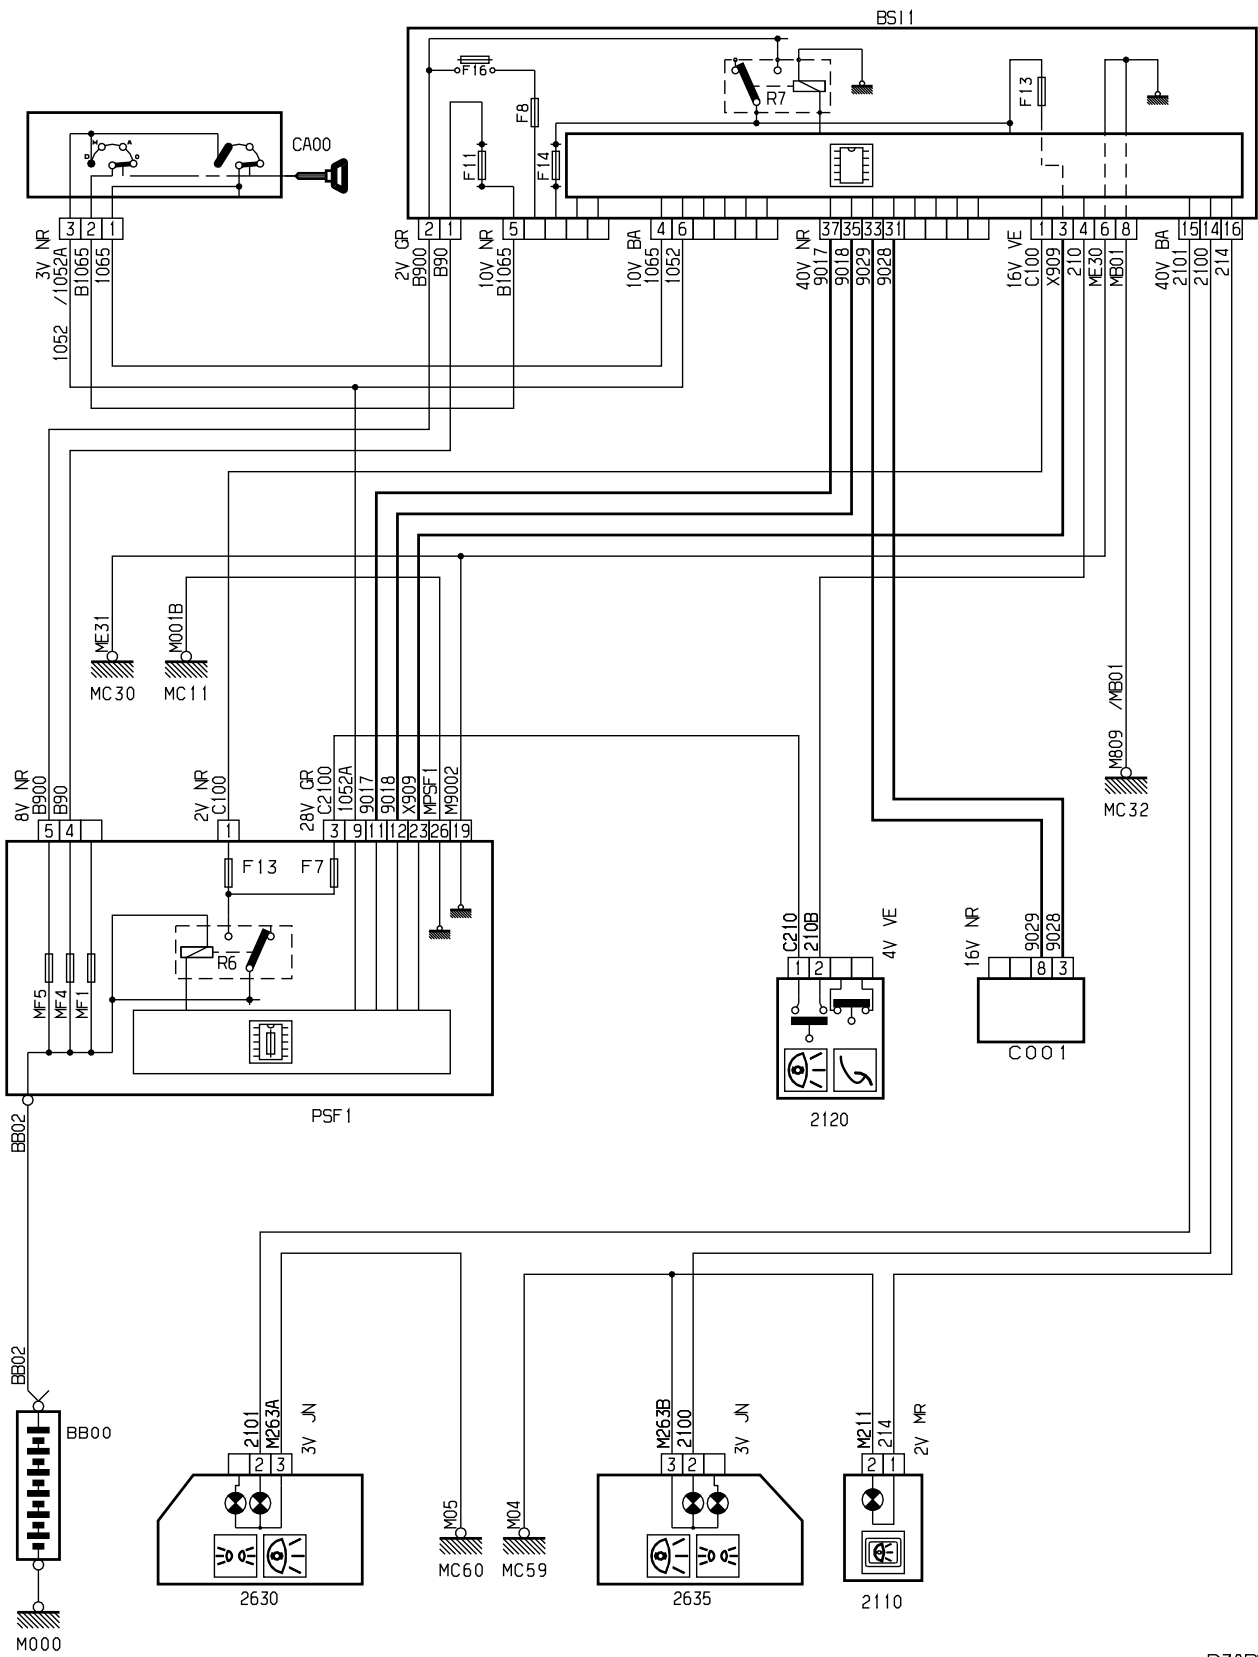 BSI1
F16
F8
F11
F14
R7
F13
CA00
D
M
A
O
3 2 1
2 1
5
4 6
37 35 33 31
1 3 4 6 8
15 14 16
3V NR
/1052A
1052
B1065
1065
2V GR
B900
B90
10V NR
B1065
10V BA
1065
1052
40V NR
9017
9018
9029
9028
16V VE
C100
X909
210
ME30
MB01
40V BA
2101
2100
214
ME31
M001B
MC30
MC11
M809 /MB01
MC32
8V NR
B900
B90
2V NR
C100
28V GR
C2100
1052A
9017
9018
X909
MPSF1
M9002
5 4
1
3 9 11 12 23 26 19
F13
F7
R6
MF5
MF4
MF1
PSF1
C210
210B
4V VE
1 2
2120
16V NR
9029
9028
8 3
C001
BB02
BB02
BB00
M000
2101
M263A
3V JN
2 3
2630
M05
MC60
M04
MC59
M263B
2100
3V JN
3 2
2635
M211
214
2V MR
2 1
2110